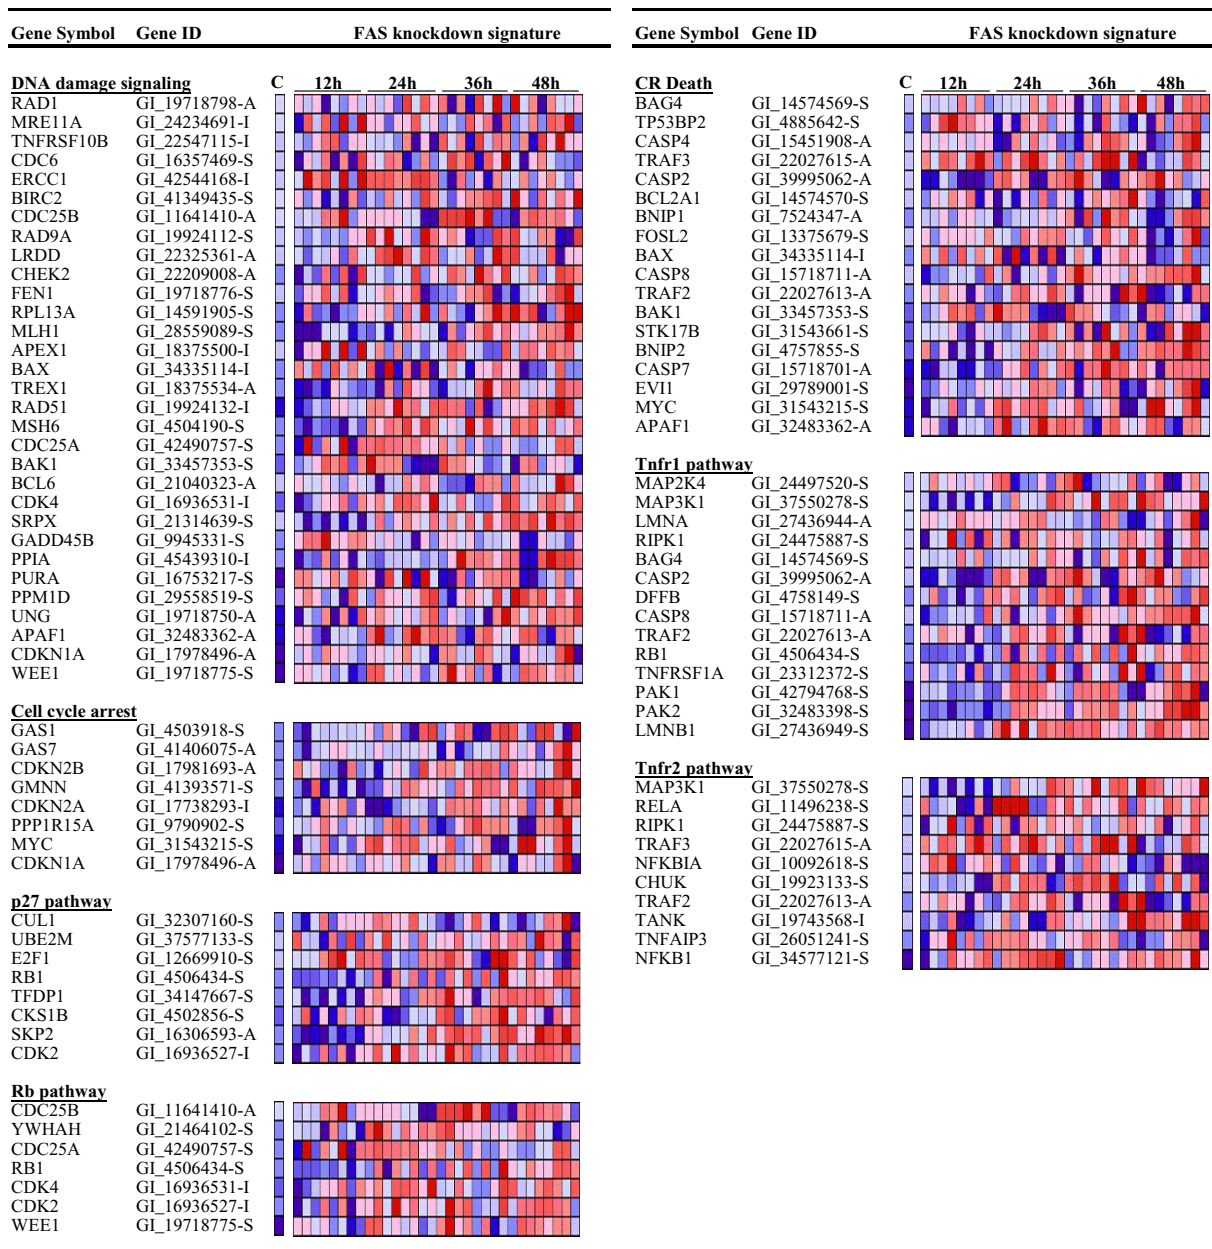 Gene Symbol Gene ID FAS knockdown signature
DNA damage signaling C 12h 24h 36h 48h
RAD1 GI_19718798-A
MRE11A GI_24234691-I
TNFRSF10B GI_22547115-I
CDC6 GI_16357469-S
ERCC1 GI_42544168-I
BIRC2 GI_41349435-S
CDC25B GI_11641410-A
RAD9A GI_19924112-S
LRDD GI_22325361-A
CHEK2 GI_22209008-A
FEN1 GI_19718776-S
RPL13A GI_14591905-S
MLH1 GI_28559089-S
APEX1 GI_18375500-I
BAX GI_34335114-I
TREX1 GI_18375534-A
RAD51 GI_19924132-I
MSH6 GI_4504190-S
CDC25A GI_42490757-S
BAK1 GI_33457353-S
BCL6 GI_21040323-A
CDK4 GI_16936531-I
SRPX GI_21314639-S
GADD45B GI_9945331-S
PPIA GI_45439310-I
PURA GI_16753217-S
PPM1D GI_29558519-S
UNG GI_19718750-A
APAF1 GI_32483362-A
CDKN1A GI_17978496-A
WEE1 GI_19718775-S
Cell cycle arrest
GAS1 GI_4503918-S
GAS7 GI_41406075-A
CDKN2B GI_17981693-A
GMNN GI_41393571-S
CDKN2A GI_17738293-I
PPP1R15A GI_9790902-S
MYC GI_31543215-S
CDKN1A GI_17978496-A
p27 pathway
CUL1 GI_32307160-S
UBE2M GI_37577133-S
E2F1 GI_12669910-S
RB1 GI_4506434-S
TFDP1 GI_34147667-S
CKS1B GI_4502856-S
SKP2 GI_16306593-A
CDK2 GI_16936527-I
Rb pathway
CDC25B GI_11641410-A
YWHAH GI_21464102-S
CDC25A GI_42490757-S
RB1 GI_4506434-S
CDK4 GI_16936531-I
CDK2 GI_16936527-I
WEE1 GI_19718775-S
Gene Symbol Gene ID FAS knockdown signature
CR Death C 12h 24h 36h 48h
BAG4 GI_14574569-S
TP53BP2 GI_4885642-S
CASP4 GI_15451908-A
TRAF3 GI_22027615-A
CASP2 GI_39995062-A
BCL2A1 GI_14574570-S
BNIP1 GI_7524347-A
FOSL2 GI_13375679-S
BAX GI_34335114-I
CASP8 GI_15718711-A
TRAF2 GI_22027613-A
BAK1 GI_33457353-S
STK17B GI_31543661-S
BNIP2 GI_4757855-S
CASP7 GI_15718701-A
EVI1 GI_29789001-S
MYC GI_31543215-S
APAF1 GI_32483362-A
Tnfr1 pathway
MAP2K4 GI_24497520-S
MAP3K1 GI_37550278-S
LMNA GI_27436944-A
RIPK1 GI_24475887-S
BAG4 GI_14574569-S
CASP2 GI_39995062-A
DFFB GI_4758149-S
CASP8 GI_15718711-A
TRAF2 GI_22027613-A
RB1 GI_4506434-S
TNFRSF1A GI_23312372-S
PAK1 GI_42794768-S
PAK2 GI_32483398-S
LMNB1 GI_27436949-S
Tnfr2 pathway
MAP3K1 GI_37550278-S
RELA GI_11496238-S
RIPK1 GI_24475887-S
TRAF3 GI_22027615-A
NFKBIA GI_10092618-S
CHUK GI_19923133-S
TRAF2 GI_22027613-A
TANK GI_19743568-I
TNFAIP3 GI_26051241-S
NFKB1 GI_34577121-S